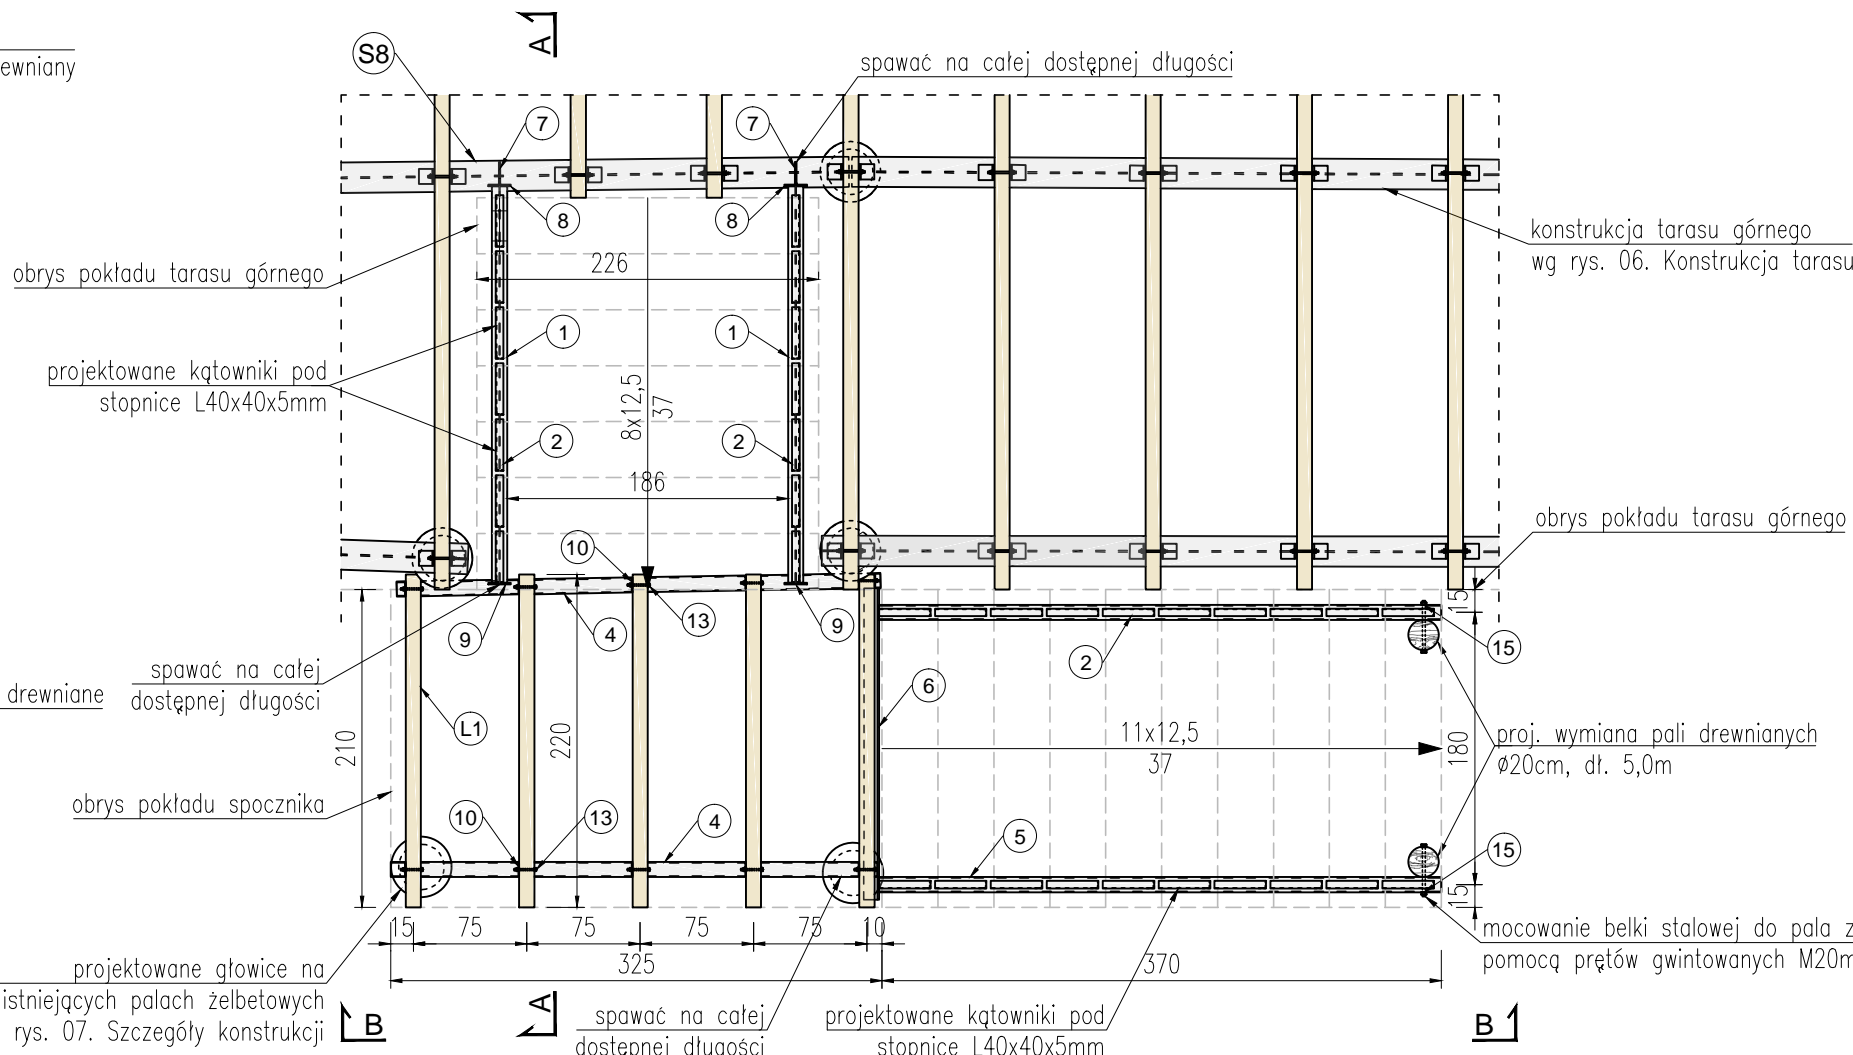 A
S8
ewniany
spawać na całej dostępnej długości
7
7
8
8
konstrukcja tarasu górnego
wg rys. 06. Konstrukcja tarasu
obrys pokładu tarasu górnego
226
1
1
projektowane kątowniki pod
stopnice L40x40x5mm
8x12,5
37
2
2
186
obrys pokładu tarasu górnego
10
13
9
4
9
15
15
spawać na całej
dostępnej długości
drewniane
2
6
L1
210
220
11x12,5
37
180
proj. wymiana pali drewnianych
Ø20cm, dł. 5,0m
obrys pokładu spocznika
10
13
4
5
15
15
15
75
75
75
75
10
mocowanie belki stalowej do pala z
pomocą prętów gwintowanych M20m
325
370
projektowane głowice na
istniejących palach żelbetowych
rys. 07. Szczegóły konstrukcji
B
A
spawać na całej
dostępnej długości
projektowane kątowniki pod
stopnice L40x40x5mm
B